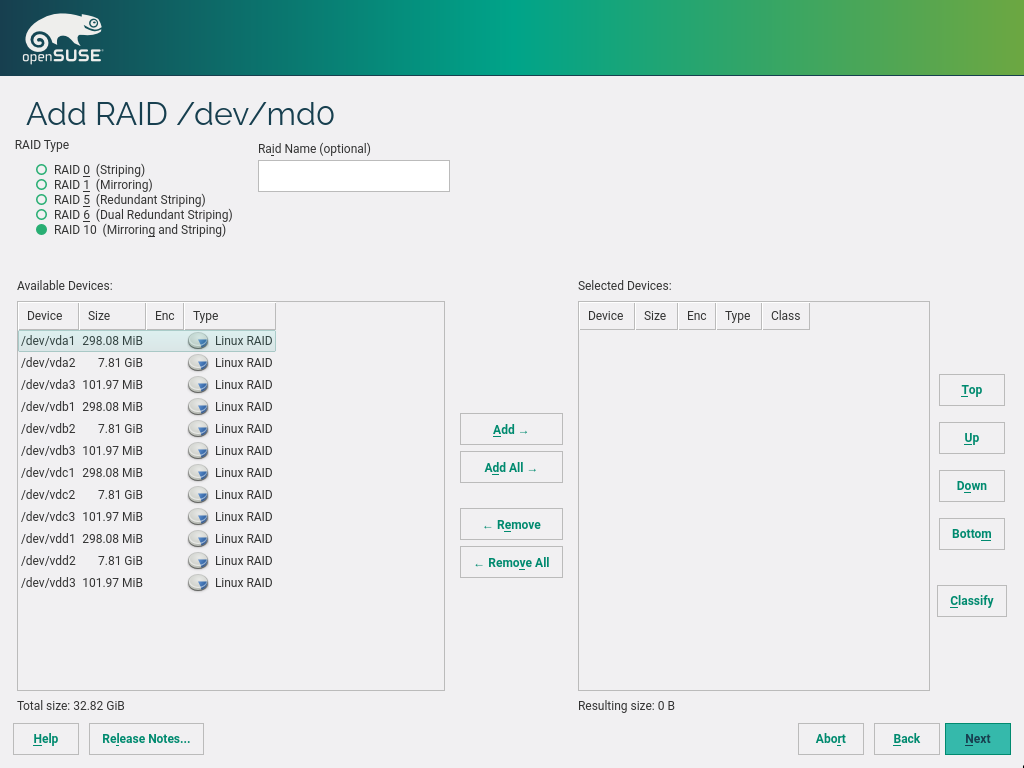 openSUSE
Add RAID /dev/md0
RAID Type
Raid Name (optional)
RAID 0 (Striping)
RAID 1 (Mirroring)
RAID 5 (Redundant Striping)
RAID 6 (Dual Redundant Striping)
RAID 10 (Mirroring and Striping)
Available Devices:
Device Size Enc Type
/dev/vda1 298.08 MiB Linux RAID
/dev/vda2 7.81 GiB Linux RAID
/dev/vda3 101.97 MiB Linux RAID
/dev/vdb1 298.08 MiB Linux RAID
/dev/vdb2 7.81 GiB Linux RAID
/dev/vdb3 101.97 MiB Linux RAID
/dev/vdc1 298.08 MiB Linux RAID
/dev/vdc2 7.81 GiB Linux RAID
/dev/vdc3 101.97 MiB Linux RAID
/dev/vdd1 298.08 MiB Linux RAID
/dev/vdd2 7.81 GiB Linux RAID
/dev/vdd3 101.97 MiB Linux RAID
Total size: 32.82 GiB
Add →
Add All →
← Remove
← Remove All
Selected Devices:
Device Size Enc Type Class
Resulting size: 0 B
Top
Up
Down
Bottom
Classify
Help Release Notes... Abort Back Next